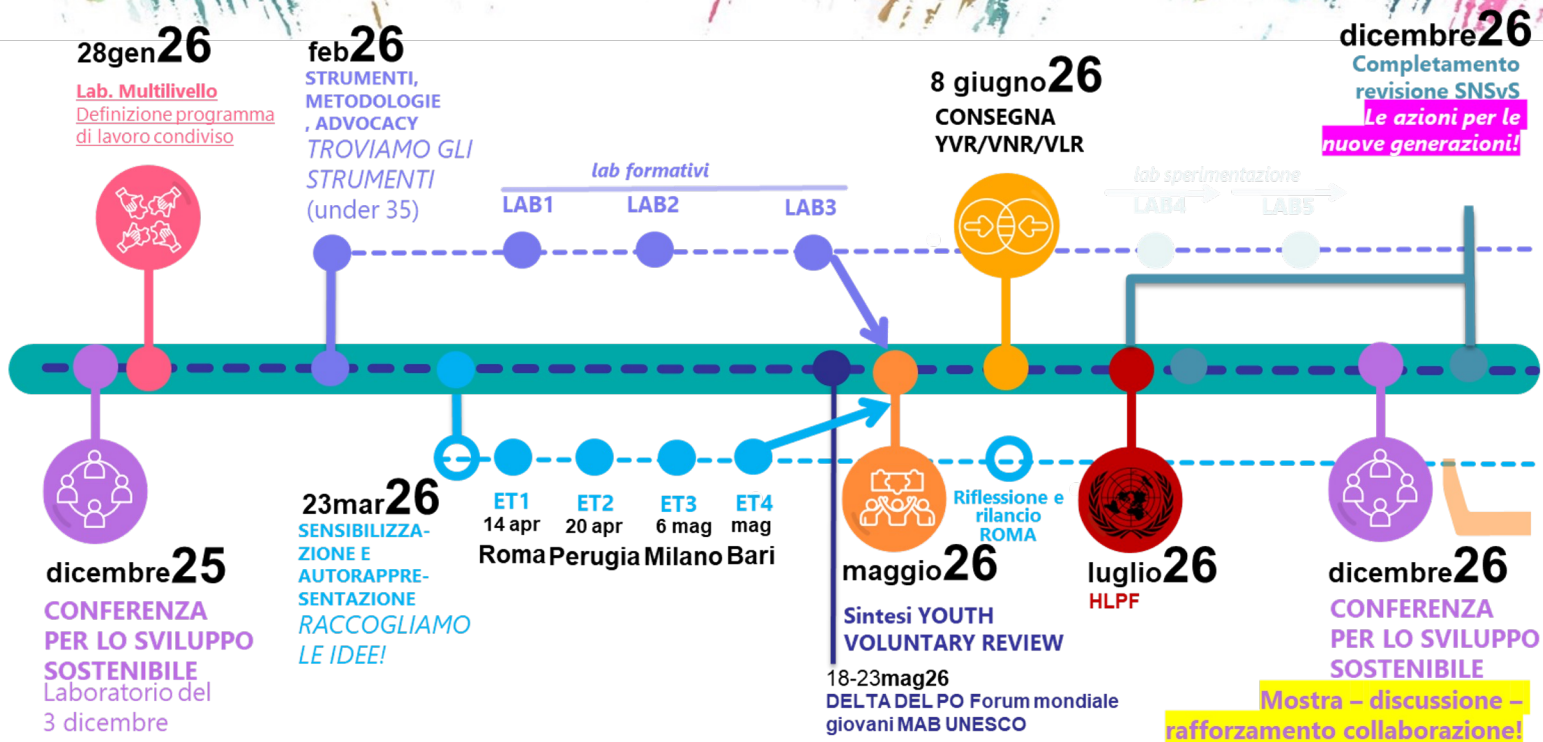 28gen26
Lab. Multilivello
Definizione programma
di lavoro condiviso
feb26
STRUMENTI,
METODOLOGIE
, ADVOCACY
TROVIAMO GLI
STRUMENTI
(under 35)
lab formativi
LAB1
LAB2
LAB3
8 giugno26
CONSEGNA
YVR/VNR/VLR
lab sperimentazione
LAB4
LAB5
dicembre26
Completamento
revisione SNSvS
Le azioni per le
nuove generazioni!
dicembre25
CONFERENZA
PER LO SVILUPPO
SOSTENIBILE
Laboratorio del
3 dicembre
23mar26
SENSIBILIZZA-
ZIONE E
AUTORAPPRE-
SENTAZIONE
RACCOGLIAMO
LE IDEE!
ET1
14 apr
Roma
ET2
20 apr
Perugia
ET3
6 mag
Milano
ET4
mag
Bari
maggio26
Sintesi YOUTH
VOLUNTARY REVIEW
18-23mag26
DELTA DEL PO Forum mondiale
giovani MAB UNESCO
Riflessione e
rilancio
ROMA
luglio26
HLPF
dicembre26
CONFERENZA
PER LO SVILUPPO
SOSTENIBILE
Mostra – discussione –
rafforzamento collaborazione!